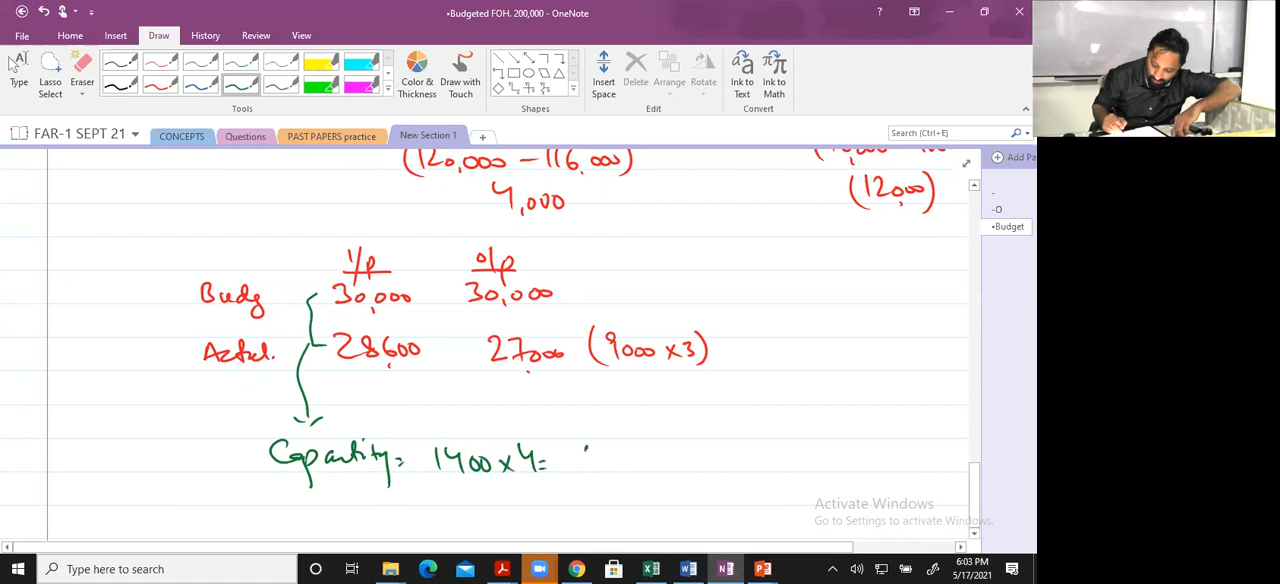 •Budgeted FOH. 200,000 - OneNote
File Home Insert Draw History Review View
Type
Lasso Select
Eraser
Color & Thickness
Draw with Touch
Insert Space
Delete
Arrange
Rotate
Ink to Text
Ink to Math
Tools
Shapes
Edit
Convert
FAR-1 SEPT 21
CONCEPTS
Questions
PAST PAPERS practice
New Section 1
Search (Ctrl+E)
Add Pa
-
-O
•Budget
(120,000 - 116,000)
4,000
(12,000)
I/p O/p
Budg 30,000 30,000
Actual. 28,600 27,000 (9000 x 3)
Capacity = 1400 x 4 =
Activate Windows
Go to Settings to activate Windows.
Type here to search
6:03 PM
5/17/2021